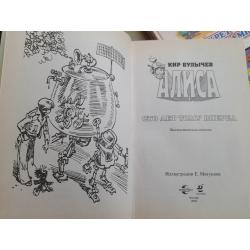 КИР БУЛЫЧЕВ
АЛИСА
СТО ЛЕТ ТОМУ ВПЕРЕД
Иллюстрации Е. Мигунова